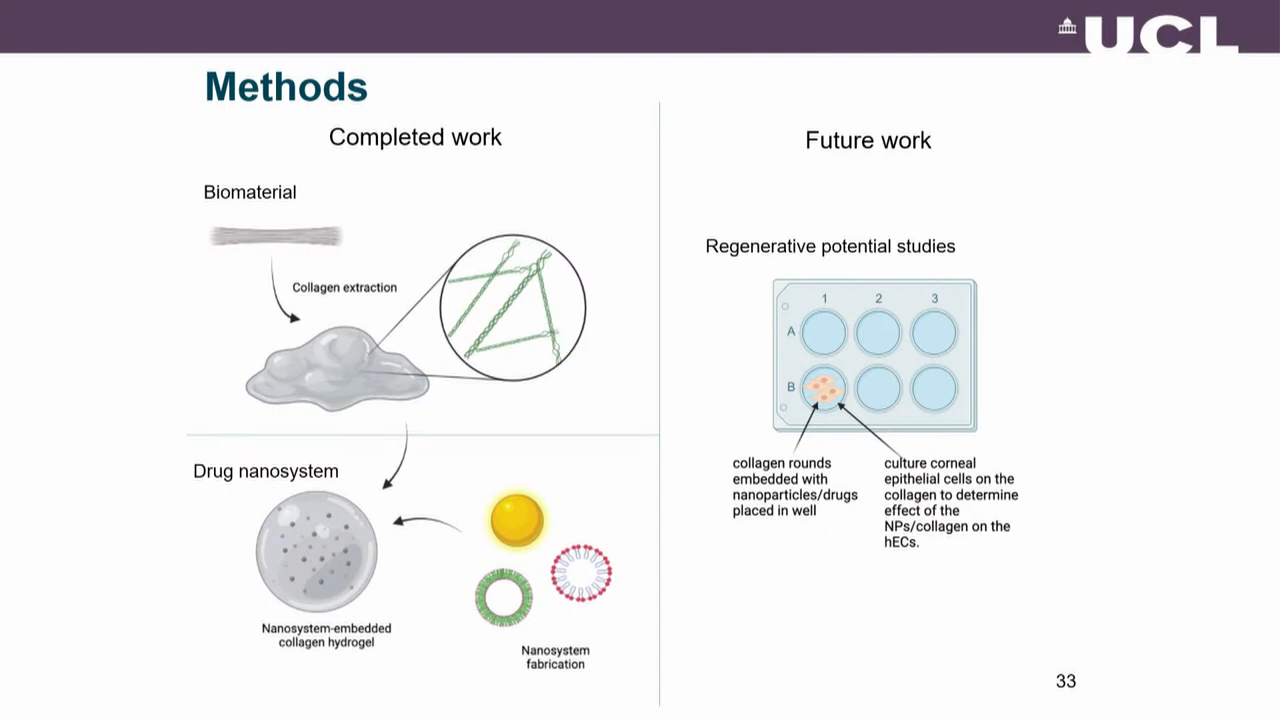 UCL
Methods
Completed work
Biomaterial
Collagen extraction
Drug nanosystem
Nanosystem-embedded
collagen hydrogel
Nanosystem
fabrication
Future work
Regenerative potential studies
1 2 3
A
B
collagen rounds
embedded with
nanoparticles/drugs
placed in well
culture corneal
epithelial cells on the
collagen to determine
effect of the
NPs/collagen on the
hECs.
33